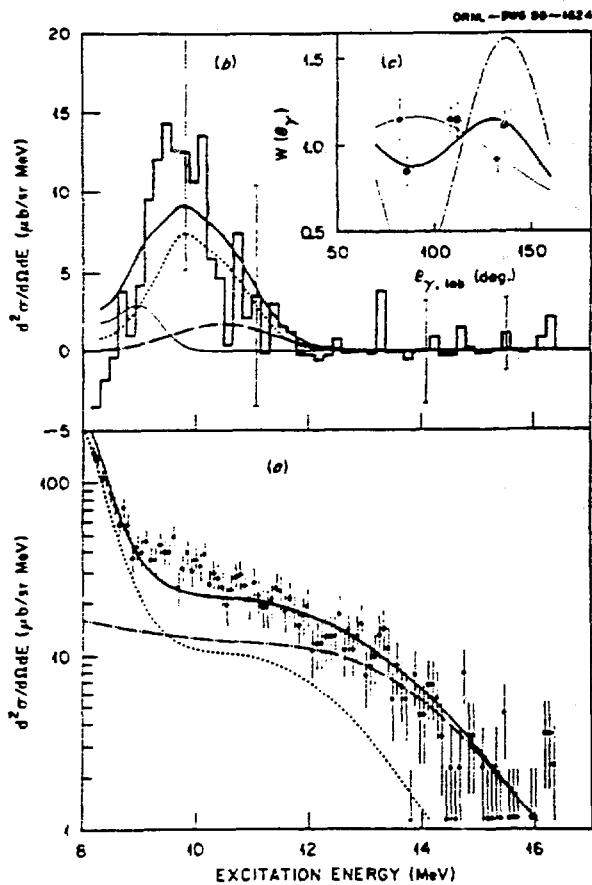 ORNL-DWG 88-1624
(b)
(c)
20
15
10
5
0
-5
d²σ/dΩdE (μb/sr MeV)
1.5
1.0
0.5
W(θγ)
50
100
150
θγ, lab (deg.)
(a)
100
10
1
d²σ/dΩdE (μb/sr MeV)
8
10
12
14
16
EXCITATION ENERGY (MeV)